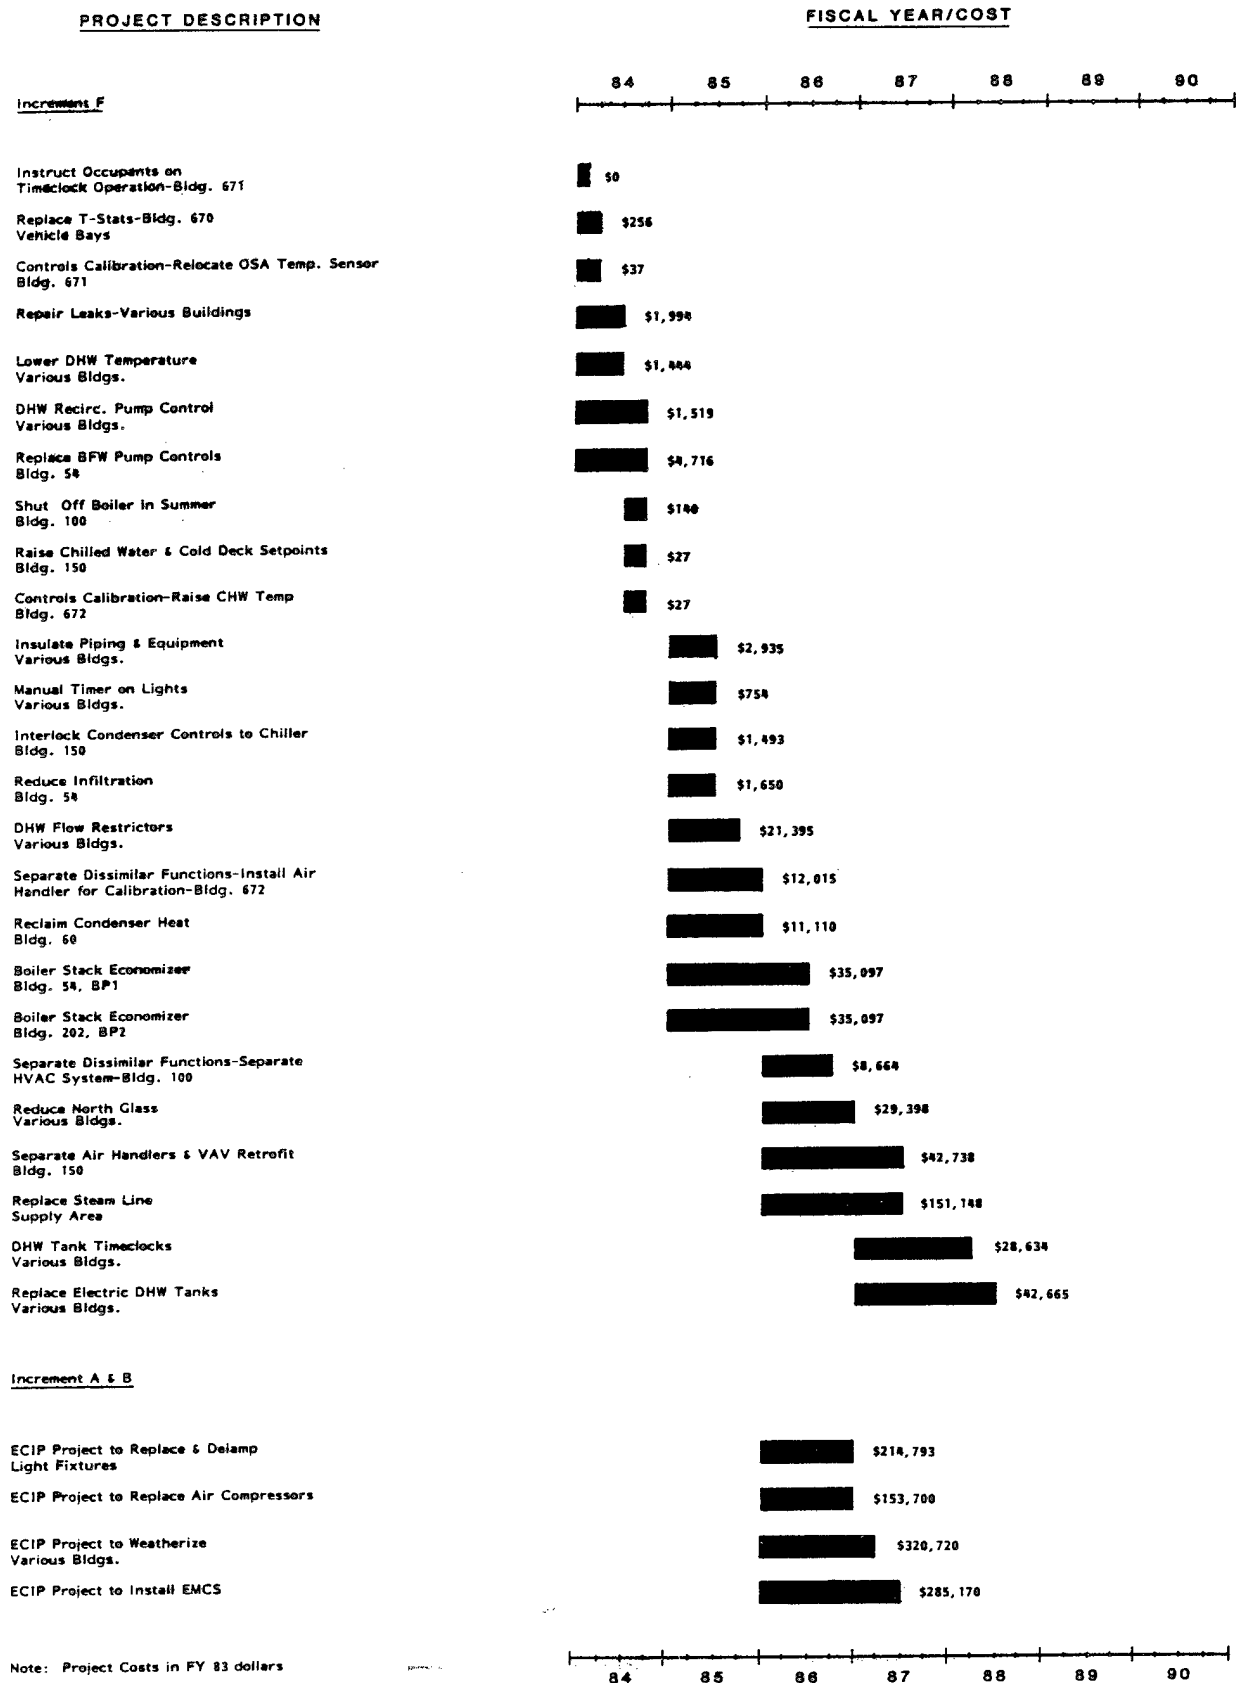 PROJECT DESCRIPTION
FISCAL YEAR/COST
84 85 86 87 88 89 90
Increment F
Instruct Occupants on
Timeclock Operation-Bldg. 671
$0
Replace T-Stats-Bldg. 670
Vehicle Bays
$256
Controls Calibration-Relocate OSA Temp. Sensor
Bldg. 671
$37
Repair Leaks-Various Buildings
$1,994
Lower DHW Temperature
Various Bldgs.
$1,444
DHW Recirc. Pump Control
Various Bldgs.
$1,519
Replace BFW Pump Controls
Bldg. 54
$4,716
Shut Off Boiler in Summer
Bldg. 100
$140
Raise Chilled Water & Cold Deck Setpoints
Bldg. 150
$27
Controls Calibration-Raise CHW Temp
Bldg. 672
$27
Insulate Piping & Equipment
Various Bldgs.
$2,935
Manual Timer on Lights
Various Bldgs.
$754
Interlock Condenser Controls to Chiller
Bldg. 150
$1,493
Reduce Infiltration
Bldg. 54
$1,650
DHW Flow Restrictors
Various Bldgs.
$21,395
Separate Dissimilar Functions-Install Air
Handler for Calibration-Bldg. 672
$12,015
Reclaim Condenser Heat
Bldg. 60
$11,110
Boiler Stack Economizer
Bldg. 54, BP1
$35,097
Boiler Stack Economizer
Bldg. 202, BP2
$35,097
Separate Dissimilar Functions-Separate
HVAC System-Bldg. 100
$8,664
Reduce North Glass
Various Bldgs.
$29,398
Separate Air Handlers & VAV Retrofit
Bldg. 150
$42,738
Replace Steam Line
Supply Area
$151,148
DHW Tank Timeclocks
Various Bldgs.
$28,634
Replace Electric DHW Tanks
Various Bldgs.
$42,665
Increment A & B
ECIP Project to Replace & Delamp
Light Fixtures
$214,793
ECIP Project to Replace Air Compressors
$153,700
ECIP Project to Weatherize
Various Bldgs.
$320,720
ECIP Project to Install EMCS
$285,170
Note: Project Costs in FY 83 dollars
84 85 86 87 88 89 90